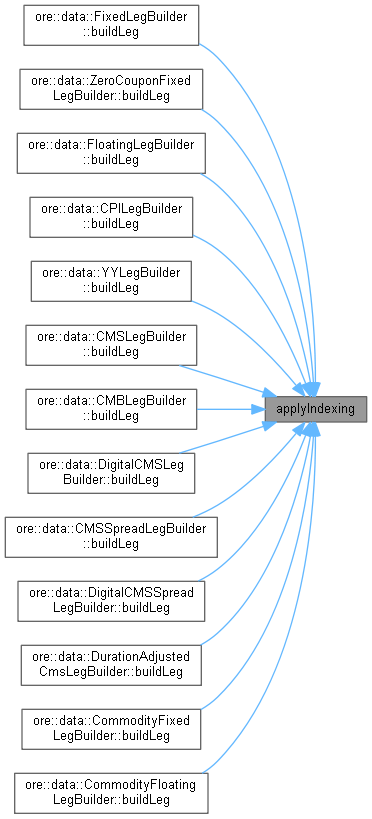 ore::data::FixedLegBuilder
::buildLeg
ore::data::ZeroCouponFixed
LegBuilder::buildLeg
ore::data::FloatingLegBuilder
::buildLeg
ore::data::CPILegBuilder
::buildLeg
ore::data::YYLegBuilder
::buildLeg
ore::data::CMSLegBuilder
::buildLeg
ore::data::CMBLegBuilder
::buildLeg
applyIndexing
ore::data::DigitalCMSLeg
Builder::buildLeg
ore::data::CMSSpreadLegBuilder
::buildLeg
ore::data::DigitalCMSSpread
LegBuilder::buildLeg
ore::data::DurationAdjusted
CmsLegBuilder::buildLeg
ore::data::CommodityFixed
LegBuilder::buildLeg
ore::data::CommodityFloating
LegBuilder::buildLeg